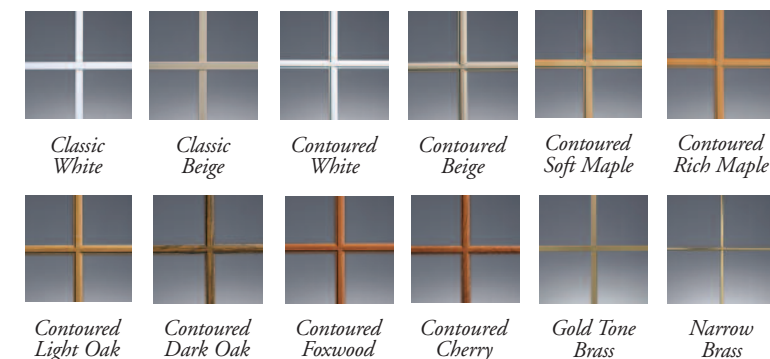 Classic
White
Classic
Beige
Contoured
White
Contoured
Beige
Contoured
Soft Maple
Contoured
Rich Maple
Contoured
Light Oak
Contoured
Dark Oak
Contoured
Foxwood
Contoured
Cherry
Gold Tone
Brass
Narrow
Brass